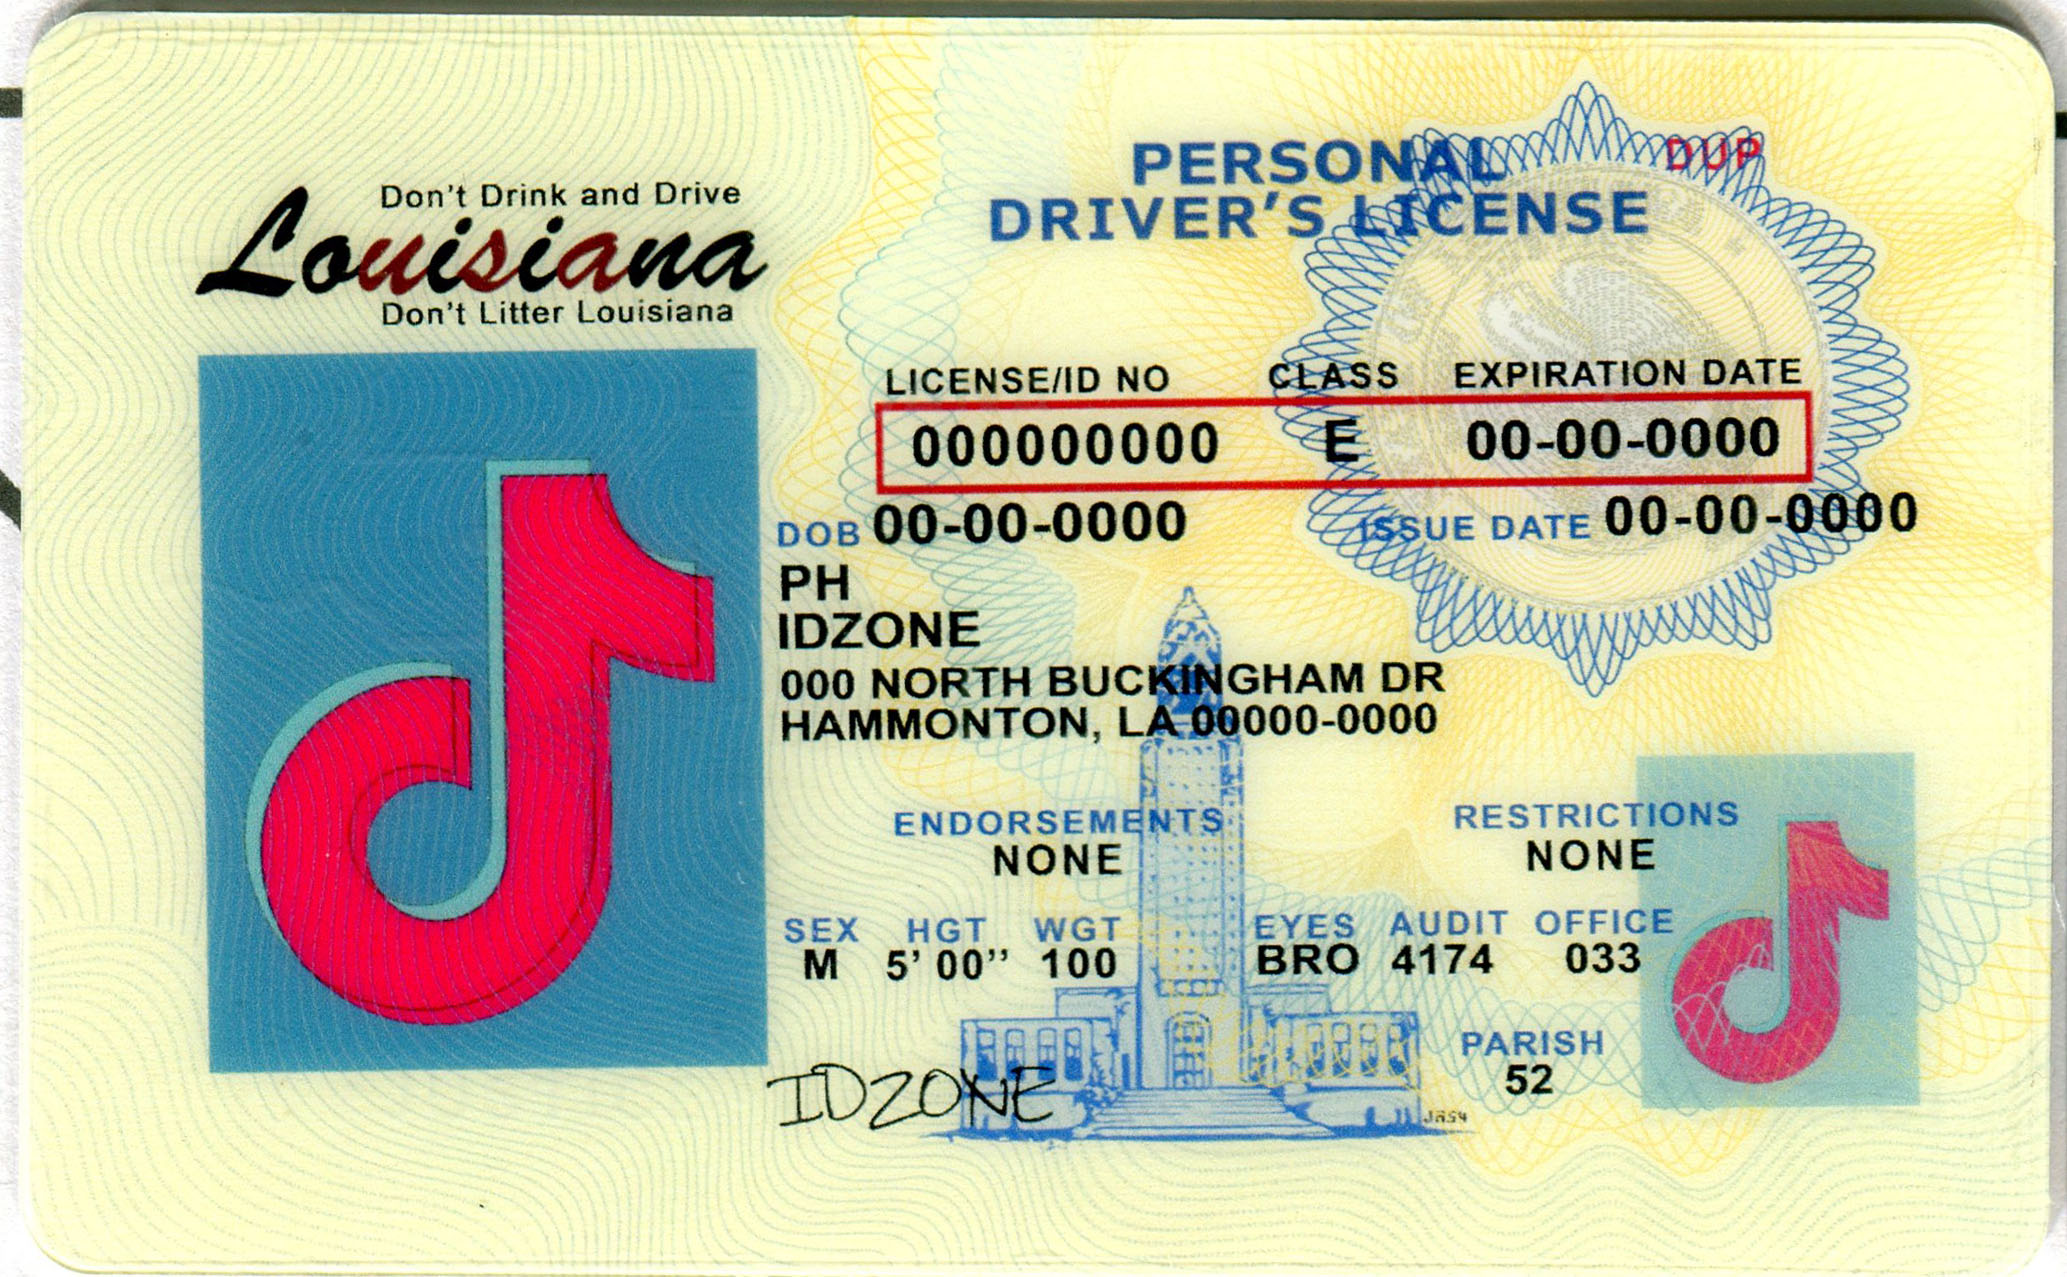 Don't Drink and Drive
Louisiana
Don't Litter Louisiana
PERSONAL
DUP
DRIVER'S LICENSE
LICENSE/ID NO CLASS EXPIRATION DATE
000000000 E 00-00-0000
DOB 00-00-0000 ISSUE DATE 00-00-0000
PH
IDZONE
000 NORTH BUCKINGHAM DR
HAMMONTON, LA 00000-0000
ENDORSEMENTS RESTRICTIONS
NONE NONE
SEX HGT WGT EYES AUDIT OFFICE
M 5' 00" 100 BRO 4174 033
PARISH
52
IDZONE